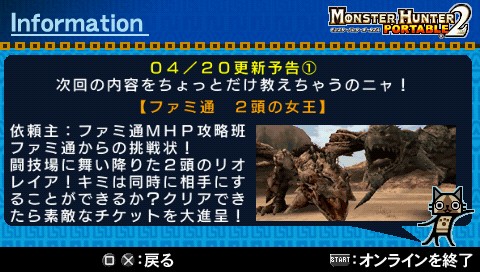 Information
MONSTER HUNTER
PORTABLE 2
04/20更新予告①
次回の内容をちょっとだけ教えちゃうのニャ！
【ファミ通　2頭の女王】
依頼主：ファミ通MHP攻略班
ファミ通からの挑戦状！
闘技場に舞い降りた2頭のリオ
レイア！キミは同時に相手にす
ることができるか？クリアでき
たら素敵なチケットを大進呈！
□×:戻る
START:オンラインを終了